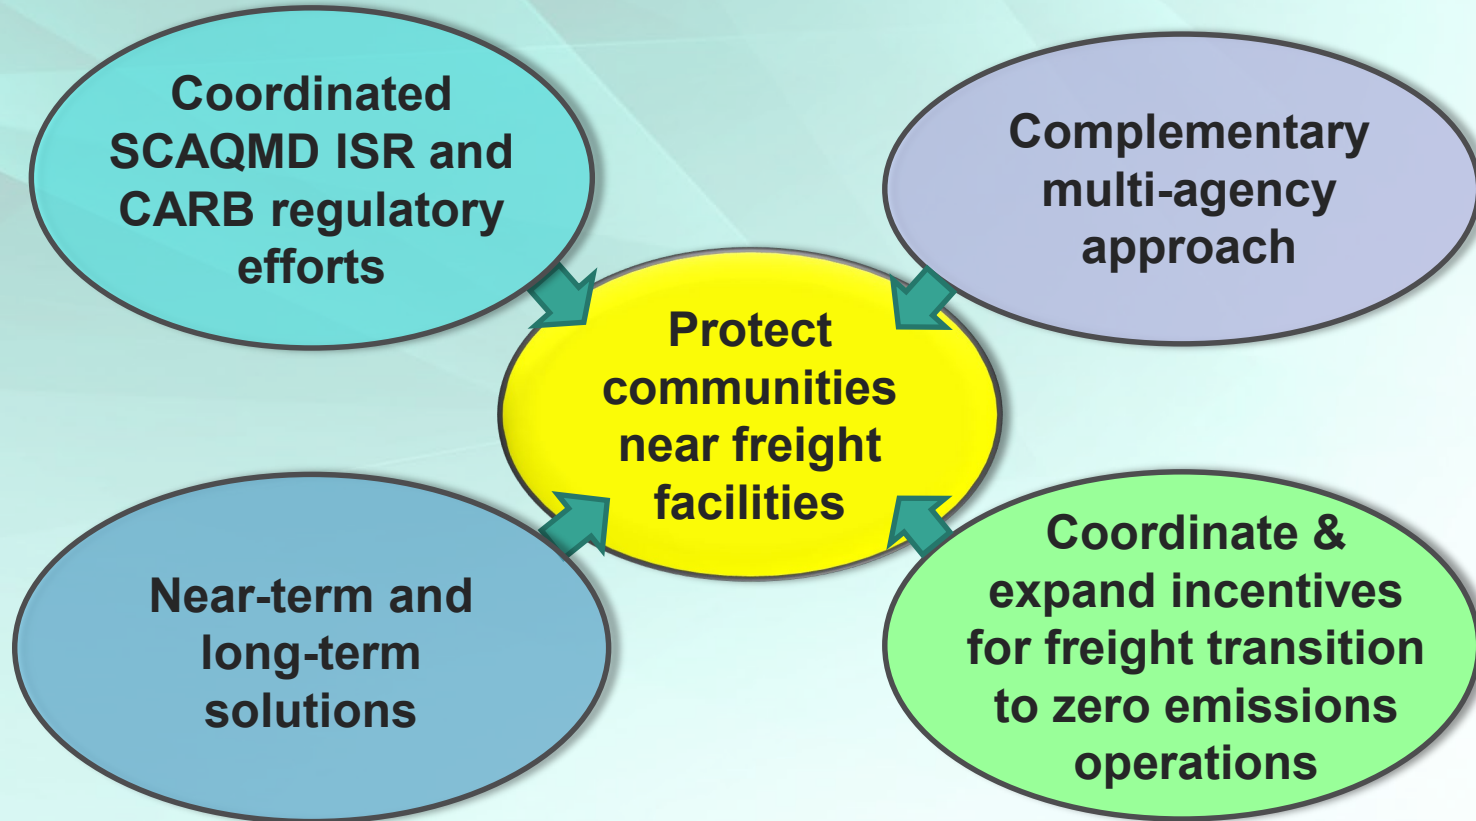 Coordinated
SCAQMD ISR and
CARB regulatory
efforts
Complementary
multi-agency
approach
Protect
communities
near freight
facilities
Near-term and
long-term
solutions
Coordinate &
expand incentives
for freight transition
to zero emissions
operations